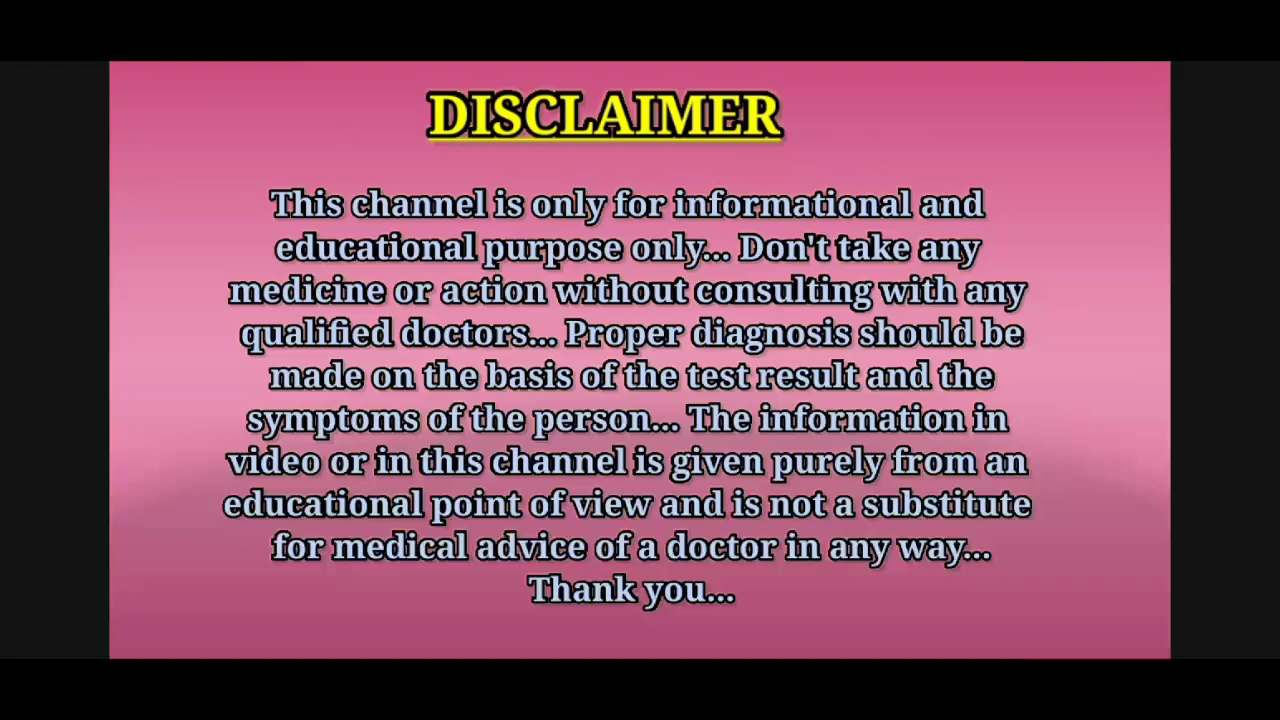 DISCLAIMER
This channel is only for informational and
educational purpose only... Don't take any
medicine or action without consulting with any
qualified doctors... Proper diagnosis should be
made on the basis of the test result and the
symptoms of the person... The information in
video or in this channel is given purely from an
educational point of view and is not a substitute
for medical advice of a doctor in any way...
Thank you...